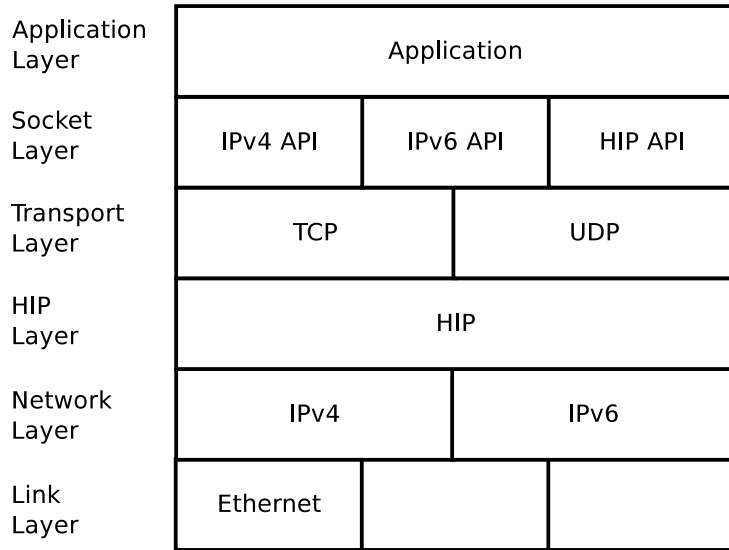 Application
Layer
Application
Socket
Layer
IPv4 API
IPv6 API
HIP API
Transport
Layer
TCP
UDP
HIP
Layer
HIP
Network
Layer
IPv4
IPv6
Link
Layer
Ethernet